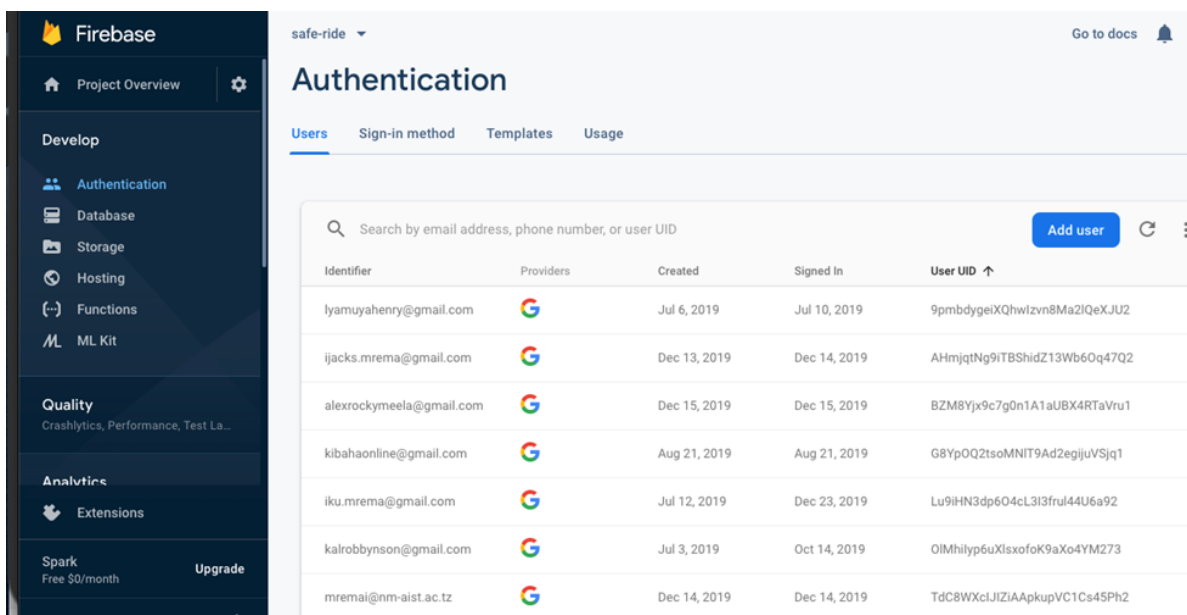 Firebase
Project Overview
Develop
Authentication
Database
Storage
Hosting
Functions
ML Kit
Quality
Crashlytics, Performance, Test La...
Analytics
Extensions
Spark
Free $0/month
Upgrade
safe-ride
Go to docs
Authentication
Users Sign-in method Templates Usage
Search by email address, phone number, or user UID
Add user
Identifier Providers Created Signed In User UID
lyamuyahenry@gmail.com Jul 6, 2019 Jul 10, 2019 9pmbdygeiXQhwIzvn8Ma2lQeXJU2
ijacks.mrema@gmail.com Dec 13, 2019 Dec 14, 2019 AHmjqtNg9iTBShidZ13Wb6Oq47Q2
alexrockymeela@gmail.com Dec 15, 2019 Dec 15, 2019 BZM8Yjx9c7g0n1A1aUBX4RTaVru1
kibahaonline@gmail.com Aug 21, 2019 Aug 21, 2019 G8YpOQ2tsoMNlT9Ad2egijuVSjq1
iku.mrema@gmail.com Jul 12, 2019 Dec 23, 2019 Lu9iHN3dp6O4cL3I3frul44U6a92
kalrobbynson@gmail.com Jul 3, 2019 Oct 14, 2019 OlMhilyp6uXlsxofoK9aXo4YM273
mremai@nm-aist.ac.tz Dec 14, 2019 Dec 14, 2019 TdC8WXcIJIZiAApkupVC1Cs45Ph2